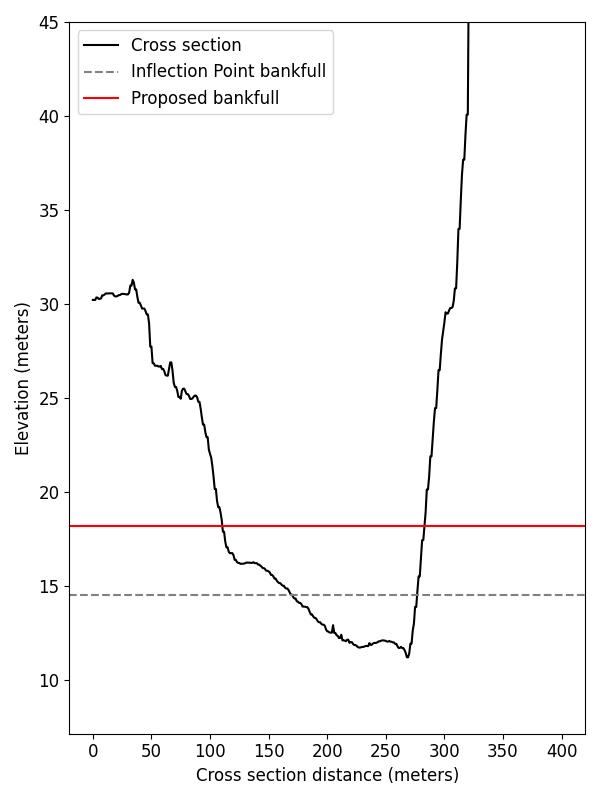 Cross section
Inflection Point bankfull
Proposed bankfull
45
40
35
30
25
20
15
10
Elevation (meters)
0 50 100 150 200 250 300 350 400
Cross section distance (meters)